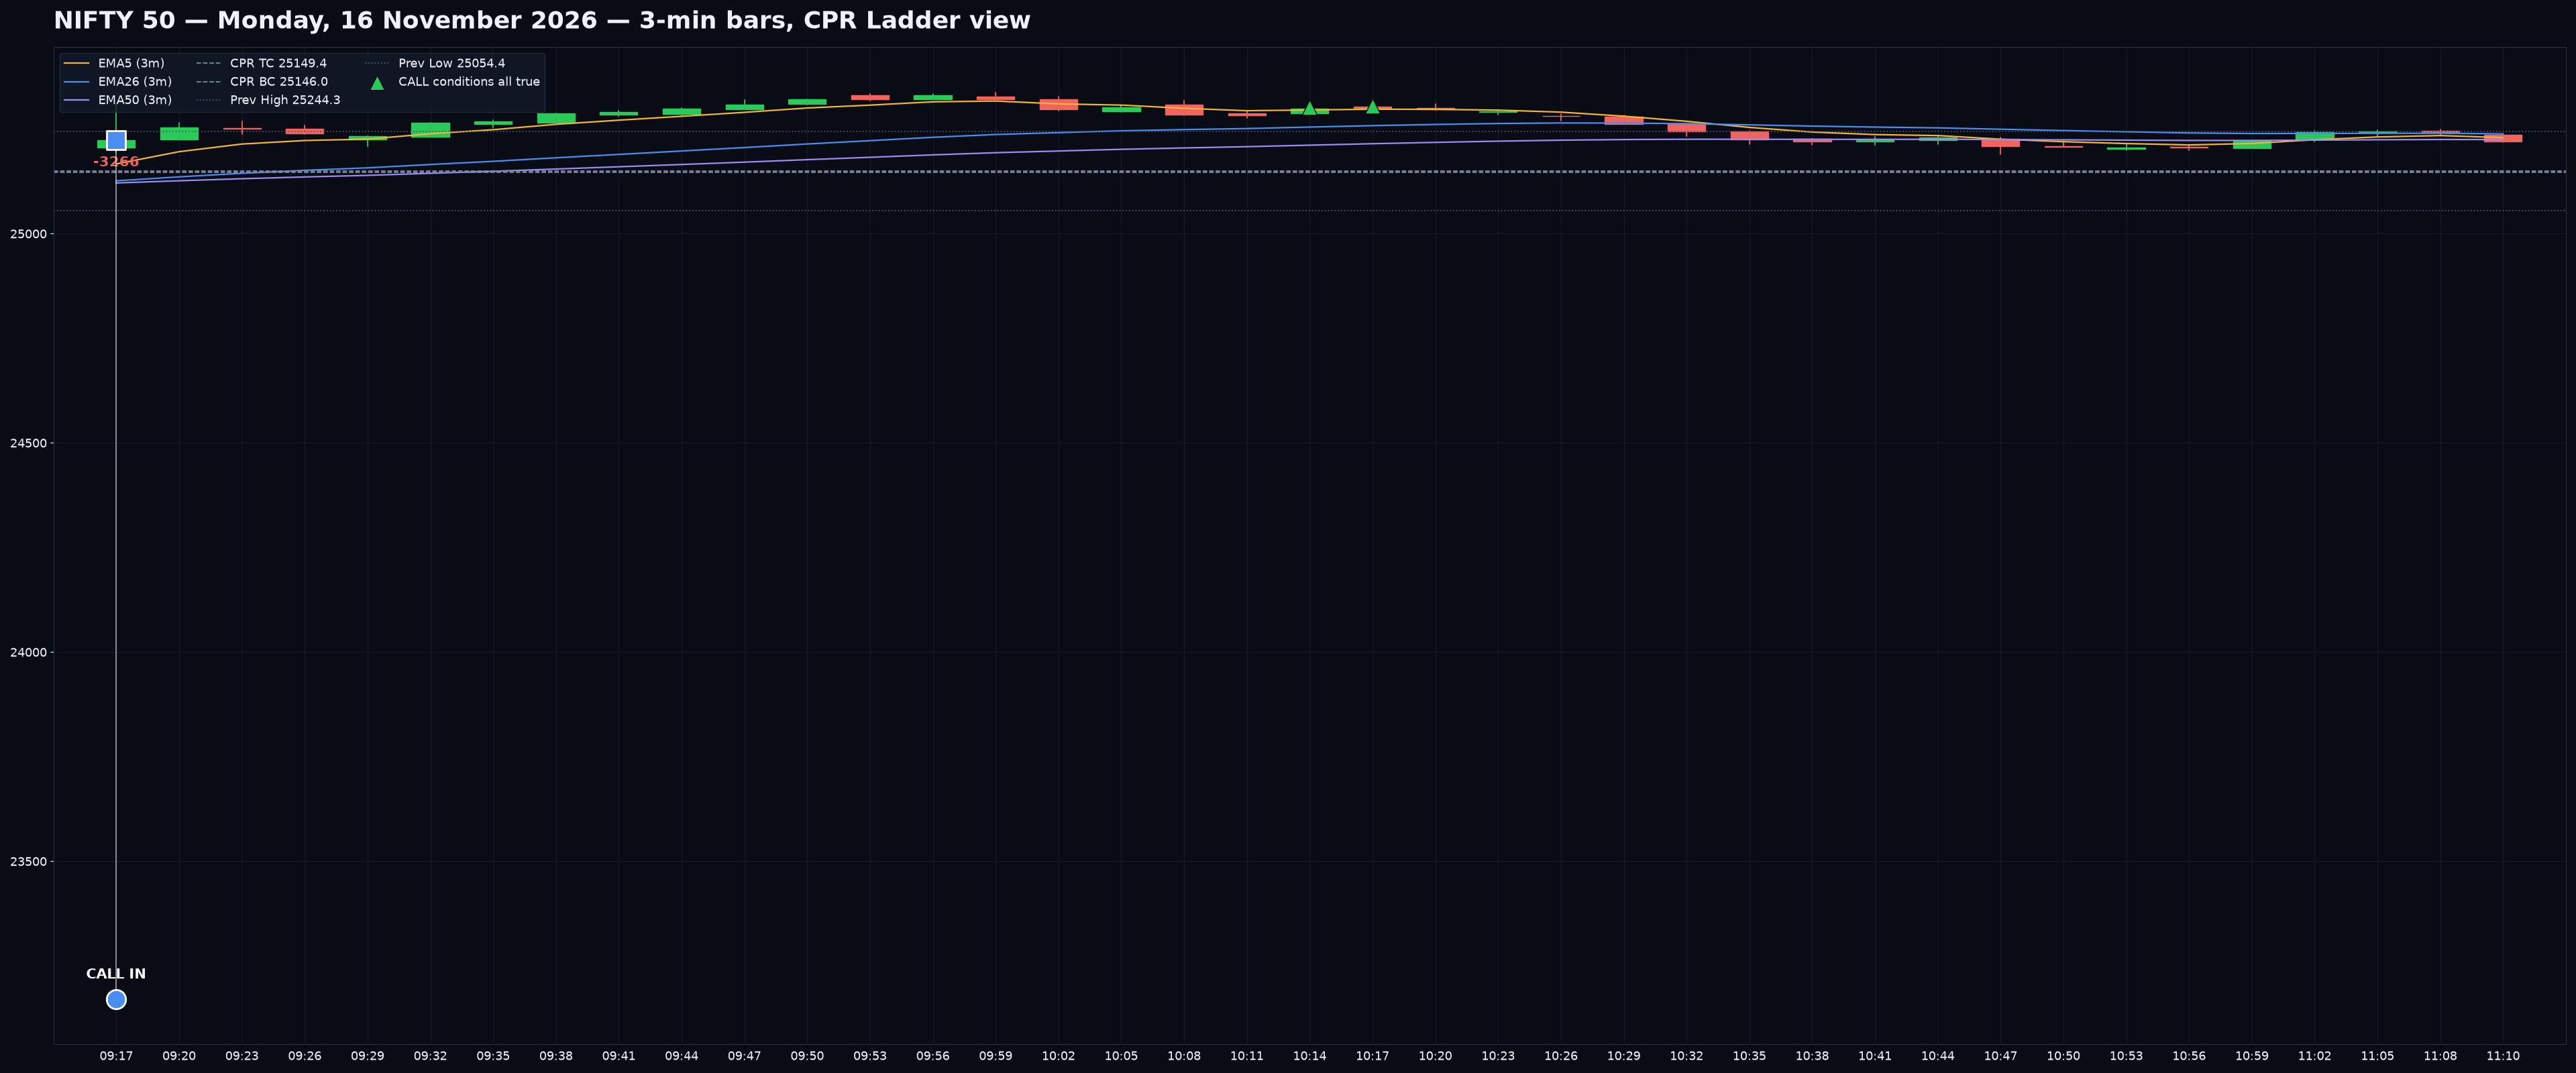 NIFTY 50 — Monday, 16 November 2026 — 3-min bars, CPR Ladder view
EMA5 (3m)
EMA26 (3m)
EMA50 (3m)
CPR TC 25149.4
CPR BC 25146.0
Prev High 25244.3
Prev Low 25054.4
CALL conditions all true
-3266
25000
24500
24000
23500
CALL IN
09:17 09:20 09:23 09:26 09:29 09:32 09:35 09:38 09:41 09:44 09:47 09:50 09:53 09:56 09:59 10:02 10:05 10:08 10:11 10:14 10:17 10:20 10:23 10:26 10:29 10:32 10:35 10:38 10:41 10:44 10:47 10:50 10:53 10:56 10:59 11:02 11:05 11:08 11:10